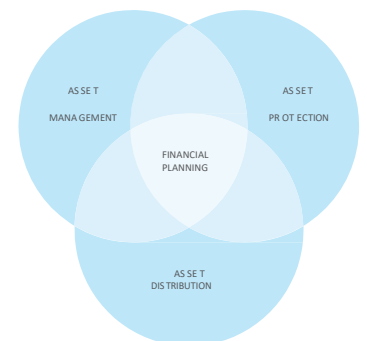 ASSET
MANAGEMENT
ASSET
PROTECTION
FINANCIAL
PLANNING
ASSET
DISTRIBUTION